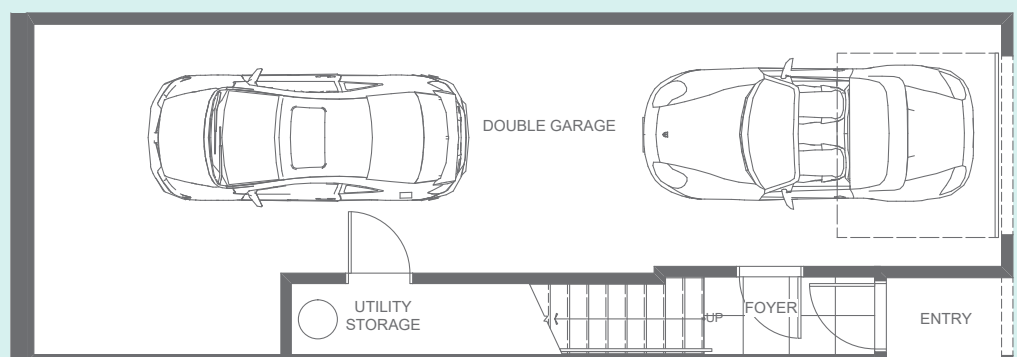 DOUBLE GARAGE
UTILITY
STORAGE
UP
FOYER
ENTRY